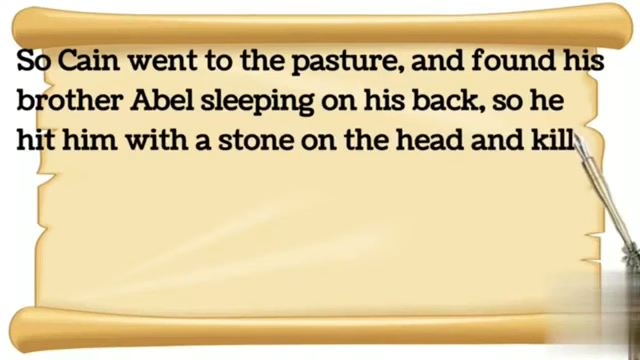 So Cain went to the pasture, and found his
brother Abel sleeping on his back, so he
hit him with a stone on the head and kill